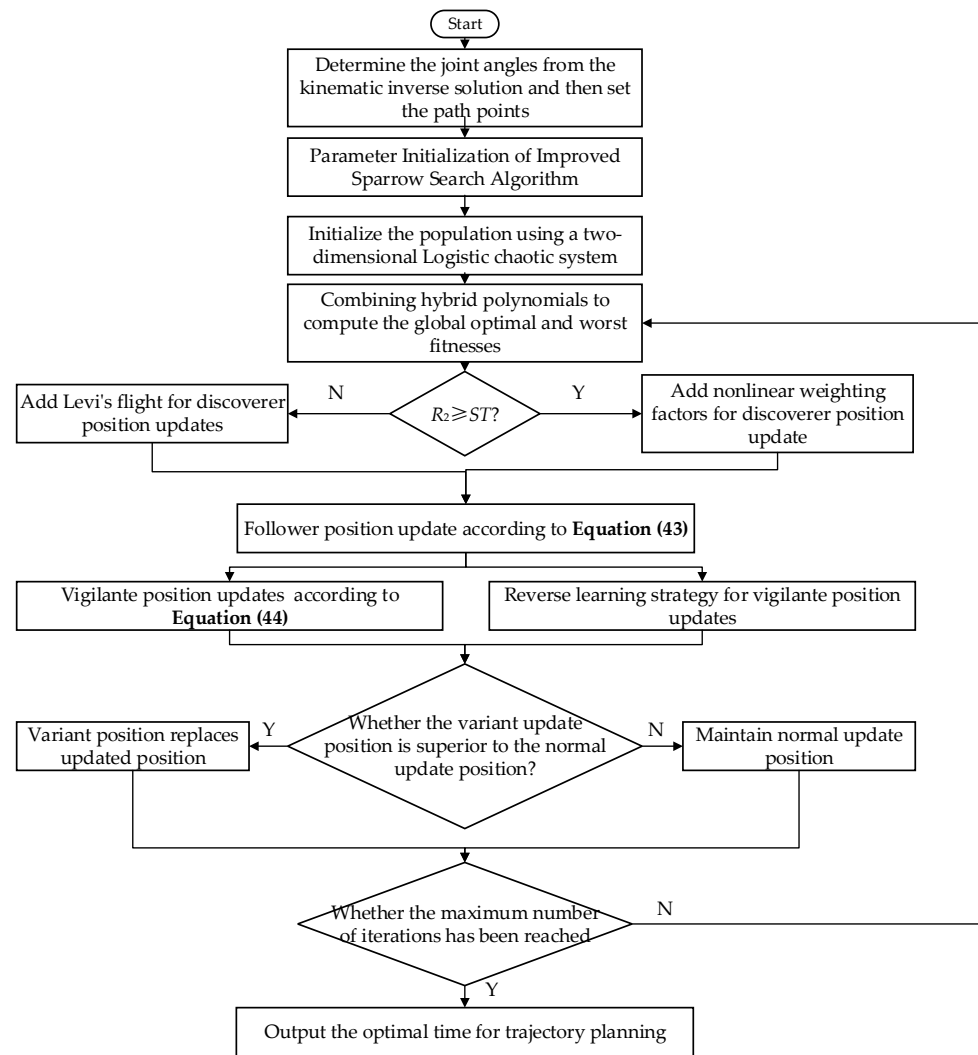 Start
Determine the joint angles from the
kinematic inverse solution and then set
the path points
Parameter Initialization of Improved
Sparrow Search Algorithm
Initialize the population using a two-
dimensional Logistic chaotic system
Combining hybrid polynomials to
compute the global optimal and worst
fitnesses
N
Y
Add Levi's flight for discoverer
position updates
R₂≥ST?
Add nonlinear weighting
factors for discoverer position
update
Follower position update according to Equation (43)
Vigilante position updates according to
Equation (44)
Reverse learning strategy for vigilante position
updates
Whether the variant update
position is superior to the normal
update position?
Y
N
Variant position replaces
updated position
Maintain normal update
position
Whether the maximum number
of iterations has been reached
N
Y
Output the optimal time for trajectory planning